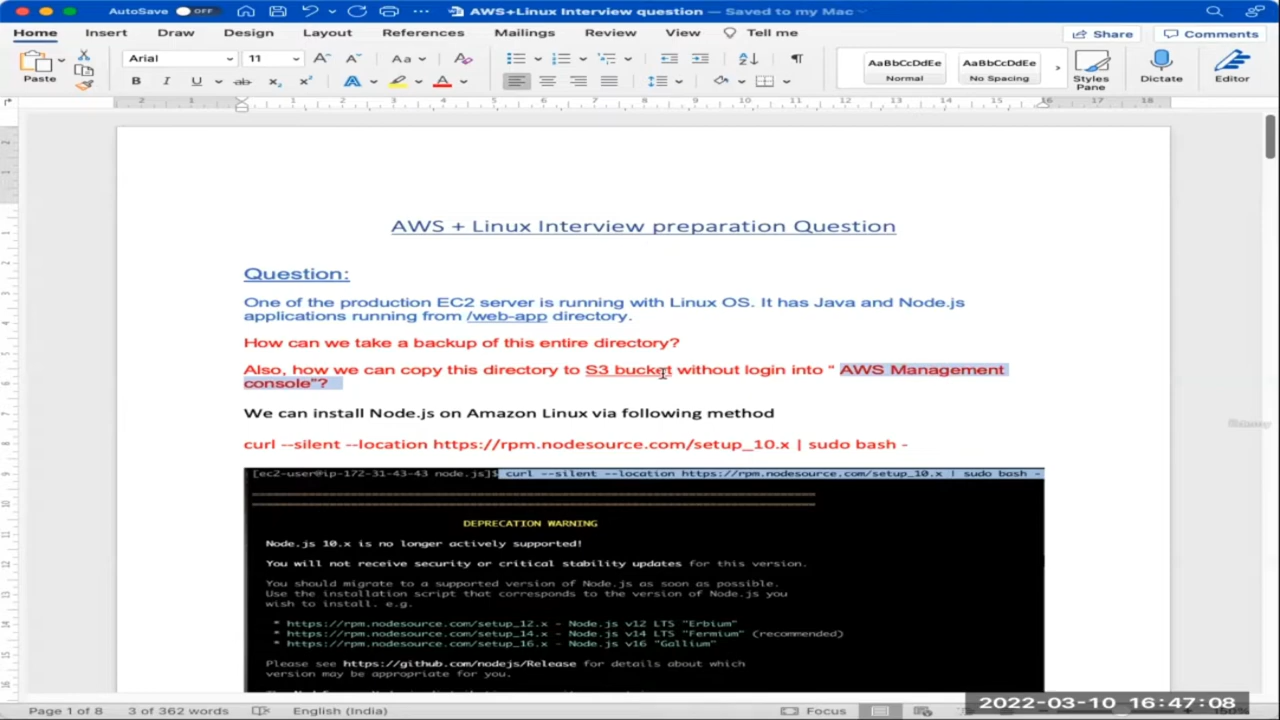 AutoSave OFF AWS+Linux Interview question — Saved to my Mac
Home Insert Draw Design Layout References Mailings Review View Tell me Share Comments
Paste Arial 11 AaBbCcDdEe Normal AaBbCcDdEe No Spacing Styles Pane Dictate Editor
AWS + Linux Interview preparation Question
Question:
One of the production EC2 server is running with Linux OS. It has Java and Node.js
applications running from /web-app directory.
How can we take a backup of this entire directory?
Also, how we can copy this directory to S3 bucket without login into “ AWS Management
console”?
We can install Node.js on Amazon Linux via following method
curl --silent --location https://rpm.nodesource.com/setup_10.x | sudo bash -
[ec2-user@ip-172-31-43-43 node.js]$ curl --silent --location https://rpm.nodesource.com/setup_10.x | sudo bash -
DEPRECATION WARNING
Node.js 10.x is no longer actively supported!
You will not receive security or critical stability updates for this version.
You should migrate to a supported version of Node.js as soon as possible.
Use the installation script that corresponds to the version of Node.js you
wish to install. e.g.
* https://rpm.nodesource.com/setup_12.x - Node.js v12 LTS "Erbium"
* https://rpm.nodesource.com/setup_14.x - Node.js v14 LTS "Fermium" (recommended)
* https://rpm.nodesource.com/setup_16.x - Node.js v16 "Gallium"
Please see https://github.com/nodejs/Release for details about which
version may be appropriate for you.
Page 1 of 8 3 of 362 words English (India) Focus
2022-03-10 16:47:08